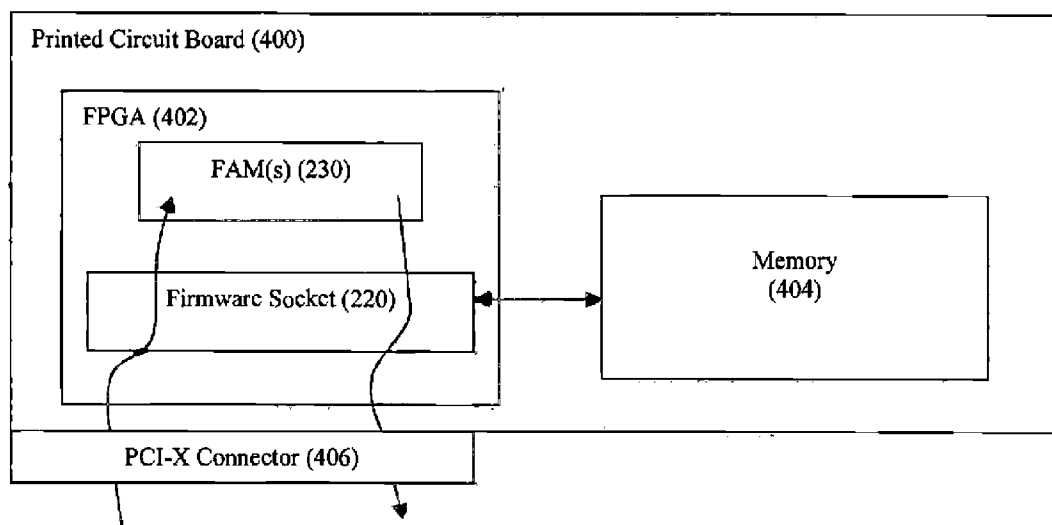 Printed Circuit Board (400)
FPGA (402)
FAM(s) (230)
Firmware Socket (220)
Memory
(404)
PCI-X Connector (406)